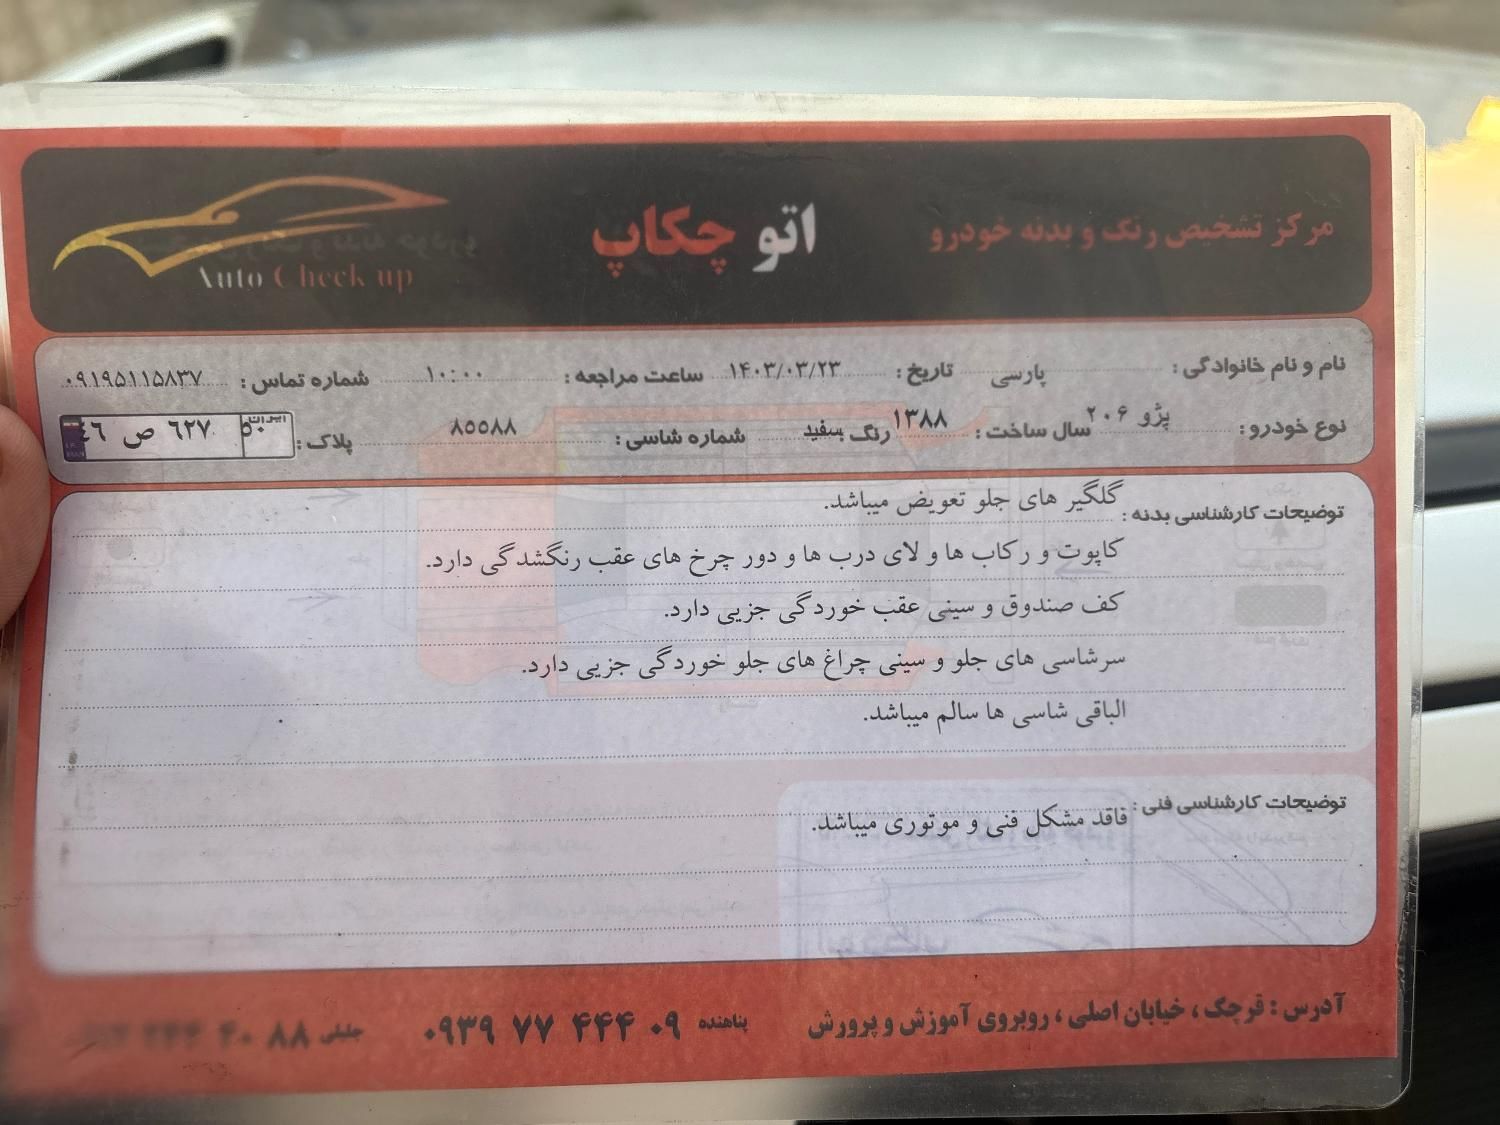 مرکز تشخیص رنگ و بدنه خودرو
اتو چکاپ
Auto Check up
نام و نام خانوادگی : پارسی تاریخ : ۱۴۰۳/۰۳/۲۳ ساعت مراجعه : ۱۰:۰۰ شماره تماس : ۰۹۱۹۵۱۱۵۸۳۷
نوع خودرو : پژو ۲۰۶ سال ساخت : ۱۳۸۸ رنگ : سفید شماره شاسی : ۸۵۵۸۸ پلاک : ۴۶ ص ۶۲۷ ایران ۵۰
توضیحات کارشناسی بدنه : گلگیر های جلو تعویض میباشد.
کاپوت و رکاب ها و لای درب ها و دور چرخ های عقب رنگشدگی دارد.
کف صندوق و سینی عقب خوردگی جزیی دارد.
سرشاسی های جلو و سینی چراغ های جلو خوردگی جزیی دارد.
الباقی شاسی ها سالم میباشد.
توضیحات کارشناسی فنی : فاقد مشکل فنی و موتوری میباشد.
آدرس : قرچک ، خیابان اصلی ، روبروی آموزش و پرورش
پناهنده ۰۹۳۹ ۷۷ ۴۴۴ ۰۹
جلیلی